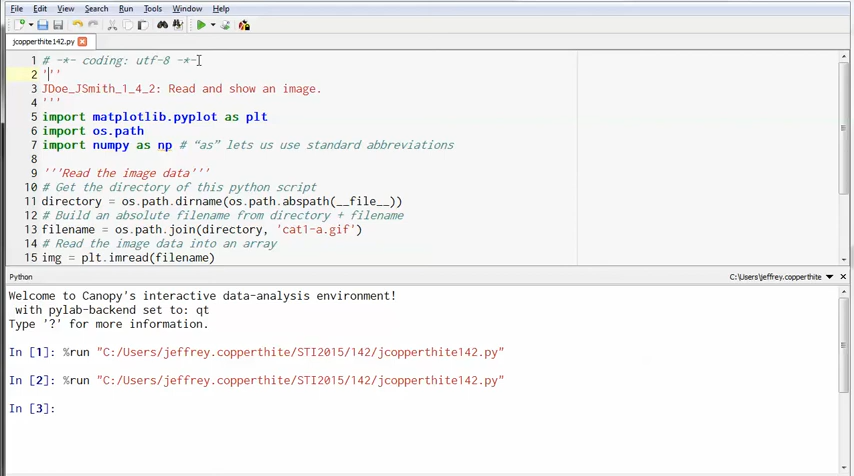 File Edit View Search Run Tools Window Help
jcopperthite142.py
1 # -*- coding: utf-8 -*-
2 '''
3 JDoe_JSmith_1_4_2: Read and show an image.
4 '''
5 import matplotlib.pyplot as plt
6 import os.path
7 import numpy as np # “as” lets us use standard abbreviations
8
9 '''Read the image data'''
10 # Get the directory of this python script
11 directory = os.path.dirname(os.path.abspath(__file__))
12 # Build an absolute filename from directory + filename
13 filename = os.path.join(directory, 'cat1-a.gif')
14 # Read the image data into an array
15 img = plt.imread(filename)
Python C:\Users\jeffrey.copperthite
Welcome to Canopy's interactive data-analysis environment!
with pylab-backend set to: qt
Type '?' for more information.
In [1]: %run "C:/Users/jeffrey.copperthite/STI2015/142/jcopperthite142.py"
In [2]: %run "C:/Users/jeffrey.copperthite/STI2015/142/jcopperthite142.py"
In [3]: